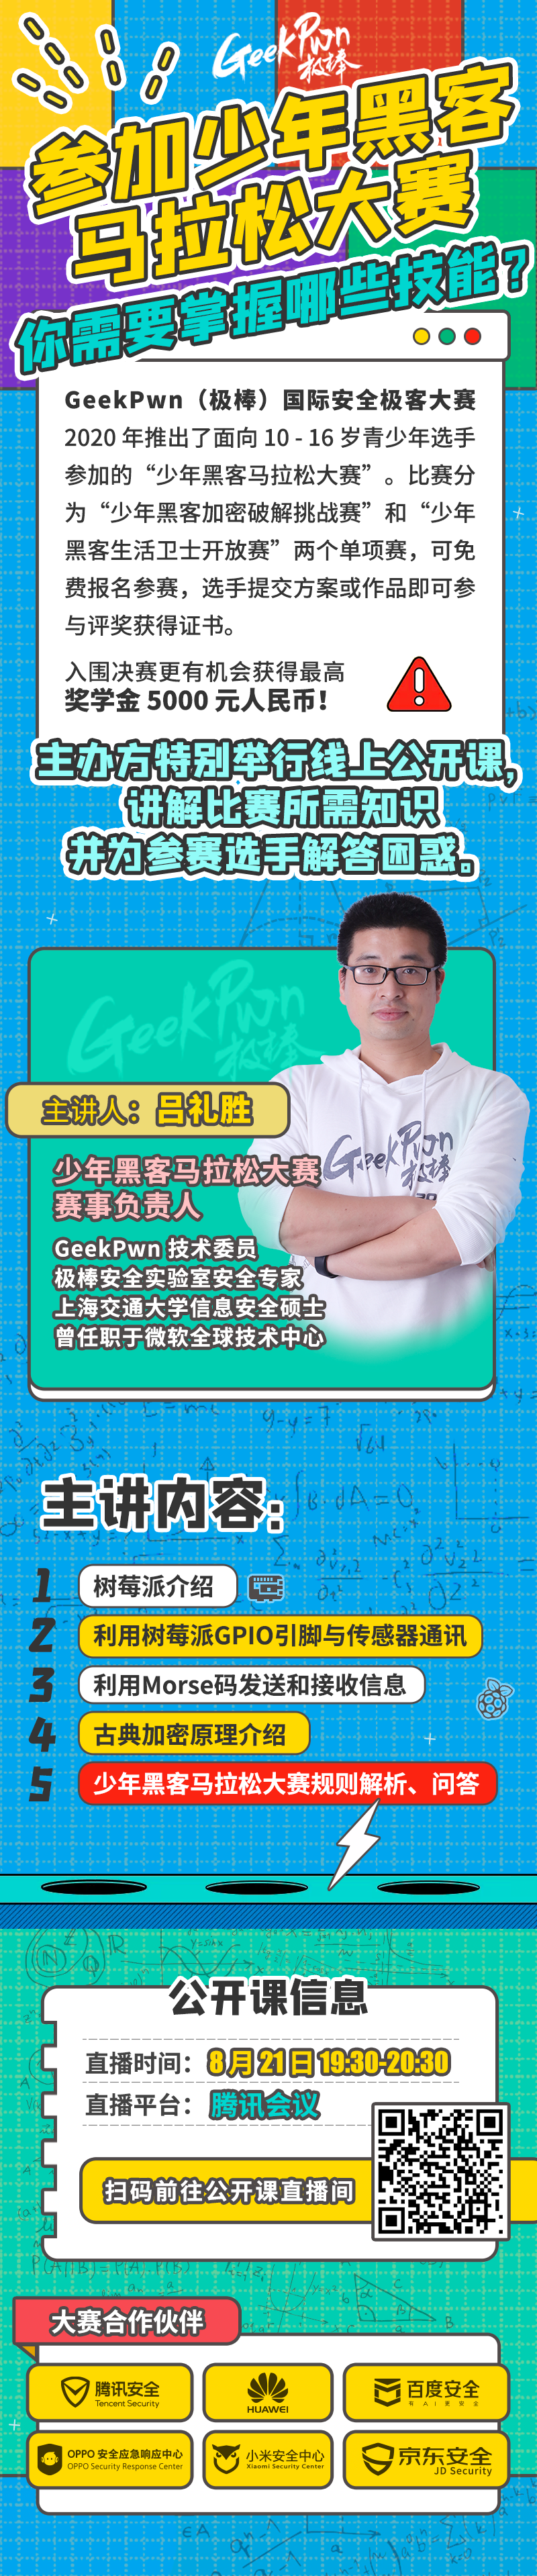 GeekPwn
极棒
参加少年黑客
马拉松大赛
你需要掌握哪些技能？
GeekPwn（极棒）国际安全极客大赛
2020 年推出了面向 10 - 16 岁青少年选手
参加的“少年黑客马拉松大赛”。比赛分
为“少年黑客加密破解挑战赛”和“少年
黑客生活卫士开放赛”两个单项赛，可免
费报名参赛，选手提交方案或作品即可参
与评奖获得证书。
入围决赛更有机会获得最高
奖学金 5000 元人民币！
主办方特别举行线上公开课，
讲解比赛所需知识
并为参赛选手解答困惑。
GeekPwn
极棒
GeekPwn
极棒
主讲人：吕礼胜
少年黑客马拉松大赛
赛事负责人
GeekPwn 技术委员
极棒安全实验室安全专家
上海交通大学信息安全硕士
曾任职于微软全球技术中心
主讲内容：
1 树莓派介绍
2 利用树莓派GPIO引脚与传感器通讯
3 利用Morse码发送和接收信息
4 古典加密原理介绍
5 少年黑客马拉松大赛规则解析、问答
公开课信息
直播时间：8 月 21 日 19:30-20:30
直播平台：腾讯会议
扫码前往公开课直播间
大赛合作伙伴
腾讯安全
Tencent Security
HUAWEI
百度安全
有 AI 更 安 全
OPPO 安全应急响应中心
OPPO Security Response Center
小米安全中心
Xiaomi Security Center
京东安全
JD Security